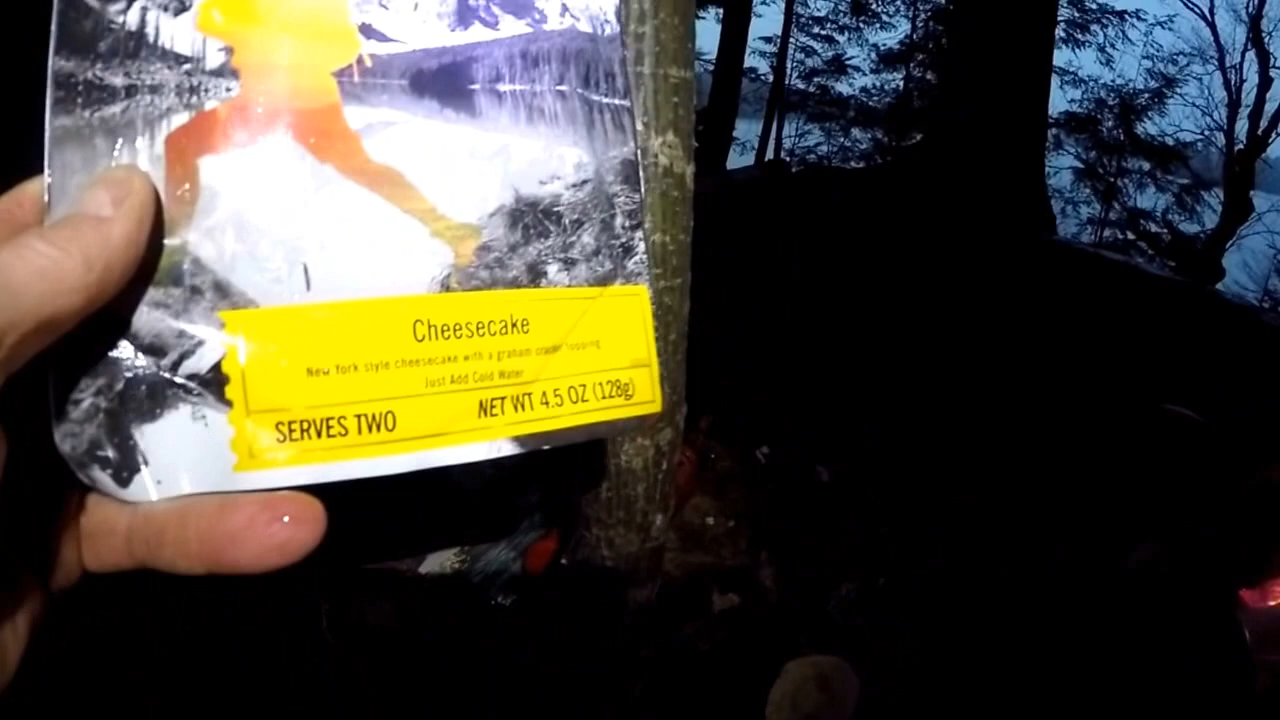 Cheesecake
New York style cheesecake with a graham cracker topping
Just Add Cold Water
SERVES TWO NET WT 4.5 OZ (128g)